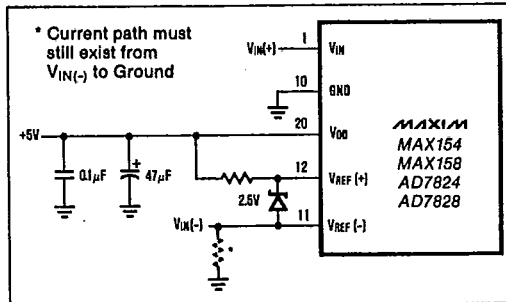 * Current path must
still exist from
VIN(-) to Ground
VIN(+)
1
VIN
10
GND
+5V
20
VDD
0.1µF
+
47µF
12
VREF (+)
2.5V
VIN(-)
11
VREF (-)
*
MAXIM
MAX154
MAX158
AD7824
AD7828